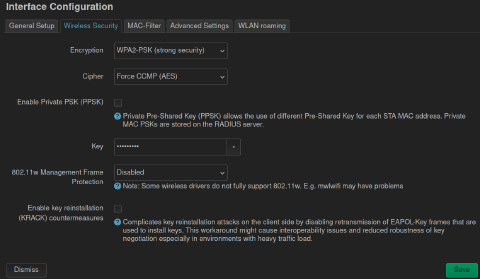 Interface Configuration
General Setup Wireless Security MAC-Filter Advanced Settings WLAN roaming
Encryption WPA2-PSK (strong security)
Cipher Force CCMP (AES)
Enable Private PSK (PPSK)
Private Pre-Shared Key (PPSK) allows the use of different Pre-Shared Key for each STA MAC address. Private
MAC PSKs are stored on the RADIUS server.
Key •••••••••
802.11w Management Frame
Protection
Disabled
Note: Some wireless drivers do not fully support 802.11w. E.g. mwlwifi may have problems
Enable key reinstallation
(KRACK) countermeasures
Complicates key reinstallation attacks on the client side by disabling retransmission of EAPOL-Key frames that are
used to install keys. This workaround might cause interoperability issues and reduced robustness of key
negotiation especially in environments with heavy traffic load.
Dismiss Save